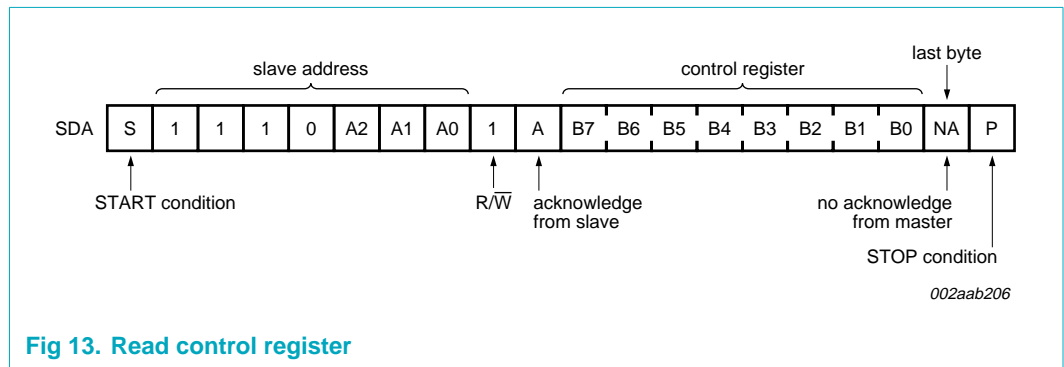 last byte
slave address control register
SDA S 1 1 1 0 A2 A1 A0 1 A B7 B6 B5 B4 B3 B2 B1 B0 NA P
START condition R/W̅ acknowledge from slave no acknowledge from master
STOP condition
002aab206
Fig 13. Read control register